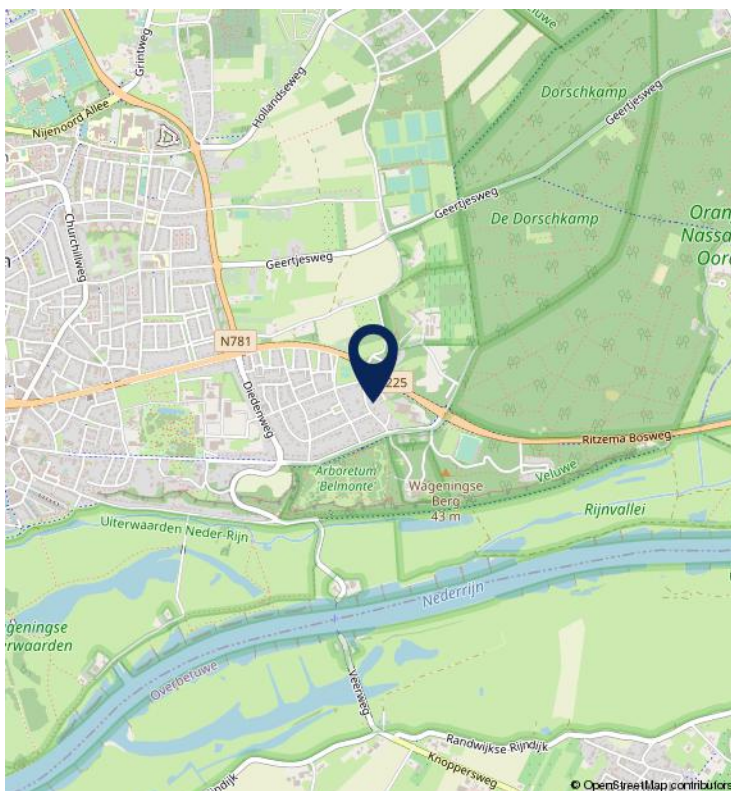 Grintweg
Hollandseweg
Nijenoord Allee
Dorschkamp
Geertjesweg
Geertjesweg
De Dorschkamp
Oran
Nassa
Oord
Churchillweg
n
Geertjesweg
N781
225
Diedenweg
Ritzema Bosweg
Arboretum
'Belmonte'
Wageningse
Berg
43 m
Veluwe
Rijnvallei
Uiterwaarden Neder-Rijn
Nederrijn
ageningse
erwaarden
Overbetuwe
Veerweg
Randwijkse Rijndijk
ndijk
Knoppersweg
© OpenStreetMap contributors